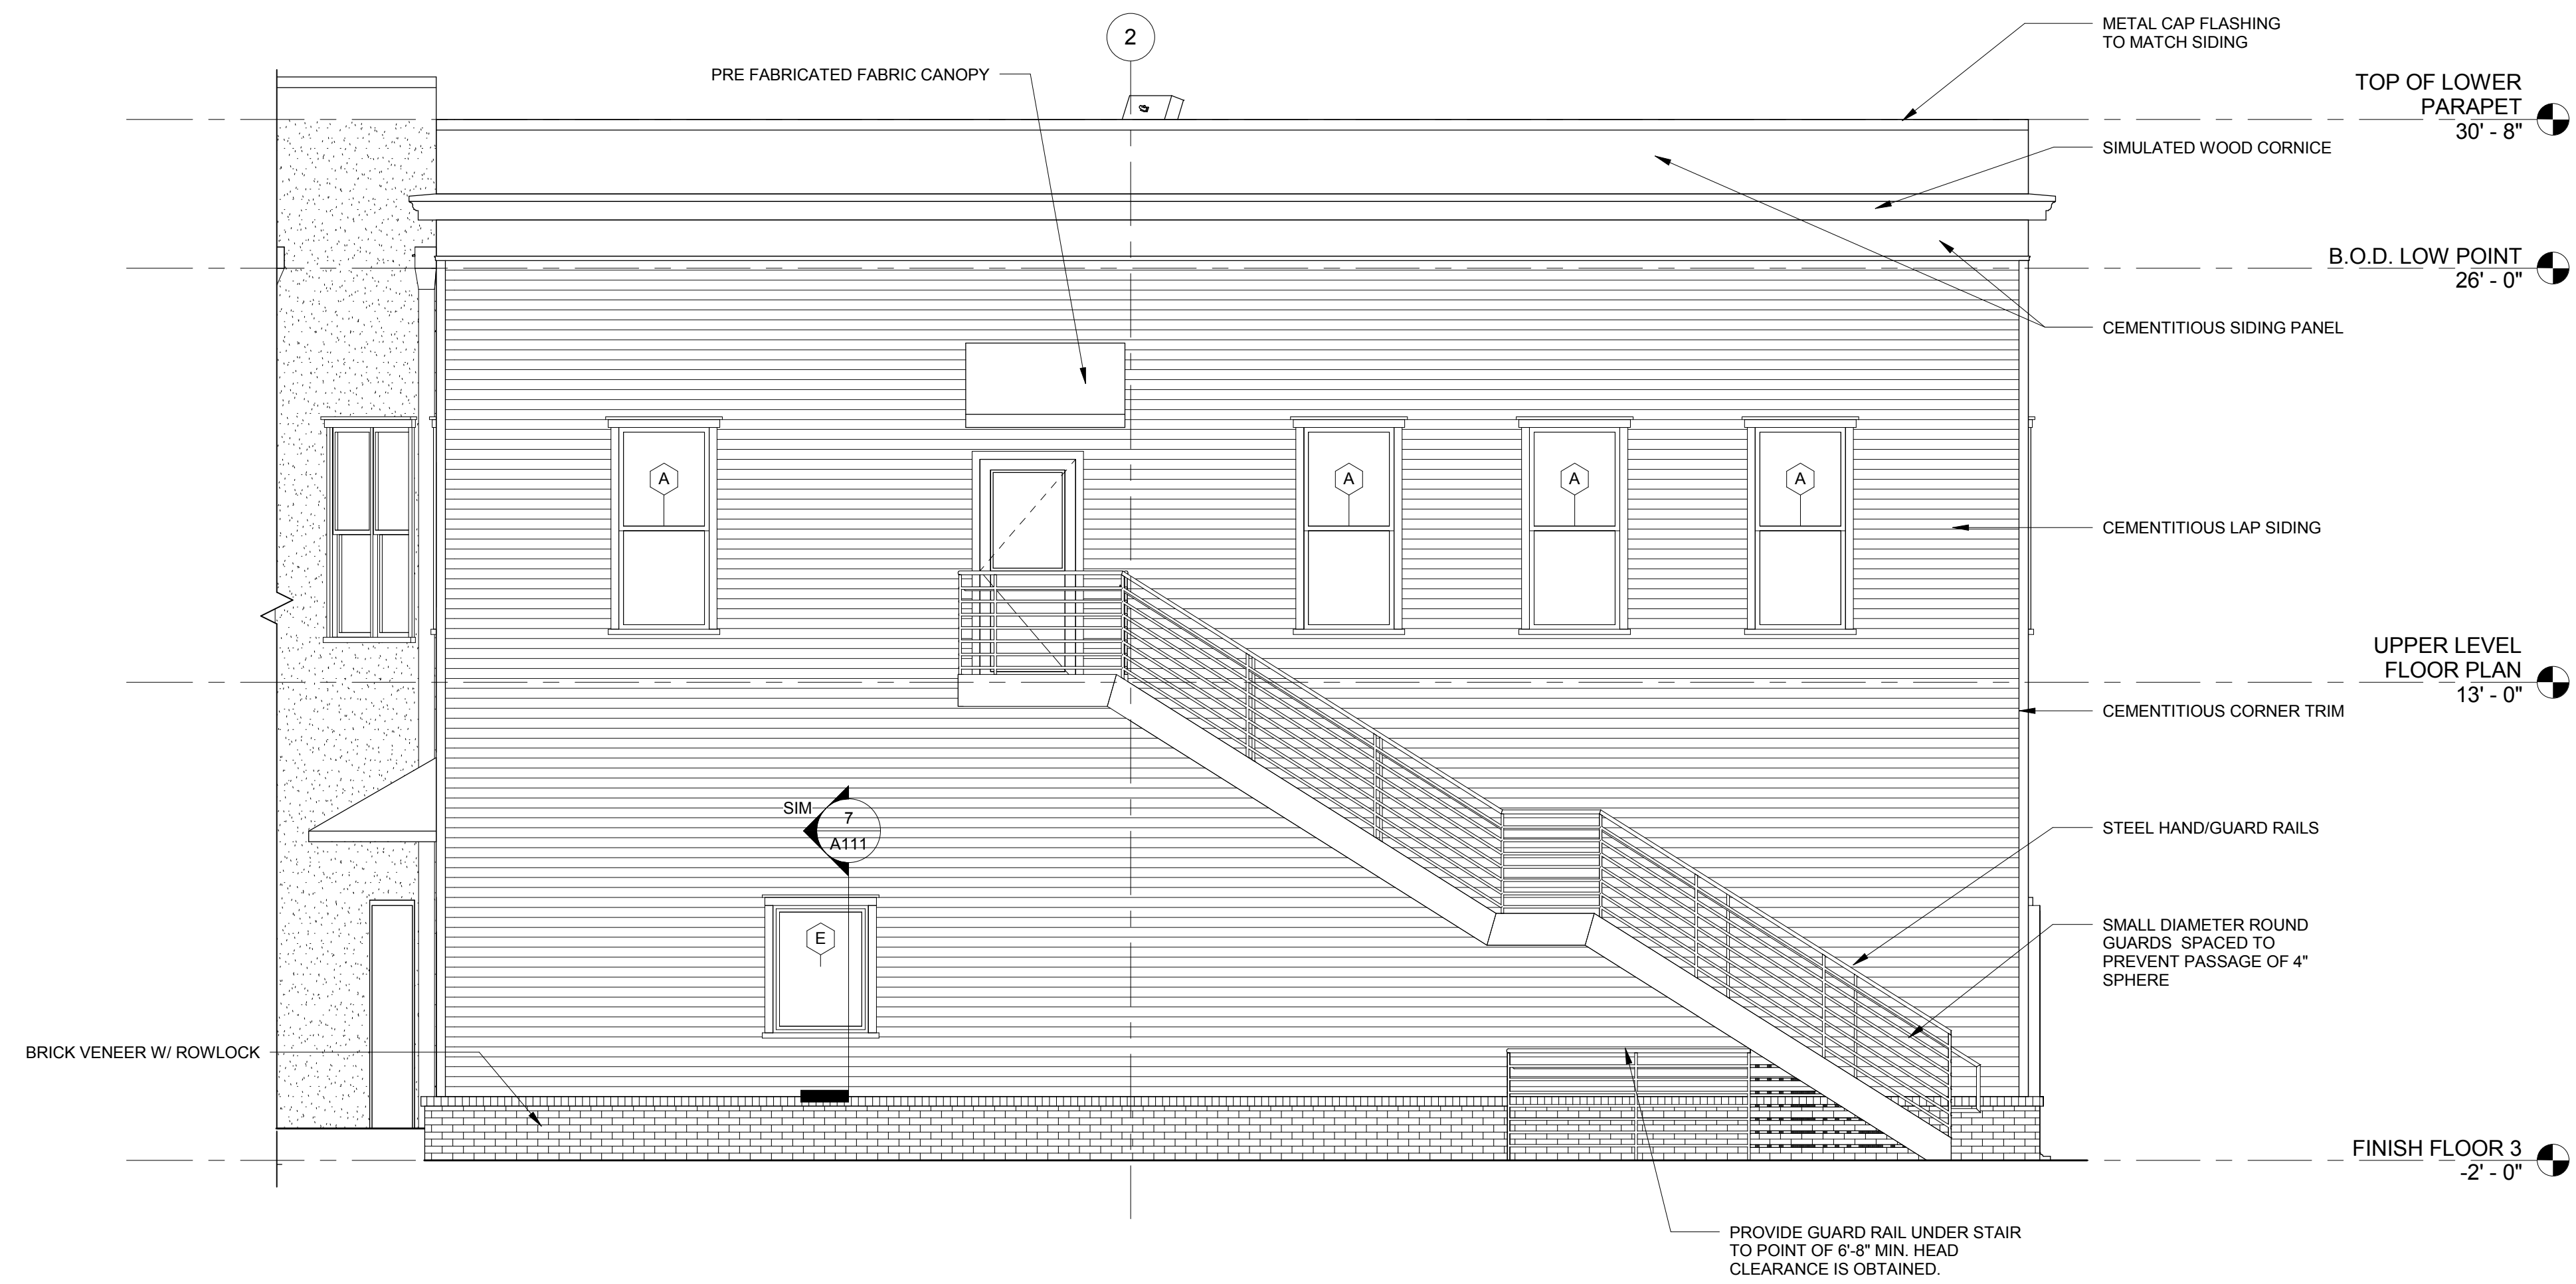 2
METAL CAP FLASHING
TO MATCH SIDING
PRE FABRICATED FABRIC CANOPY
TOP OF LOWER
PARAPET
30' - 8"
SIMULATED WOOD CORNICE
B.O.D. LOW POINT
26' - 0"
CEMENTITIOUS SIDING PANEL
A
A
A
A
CEMENTITIOUS LAP SIDING
UPPER LEVEL
FLOOR PLAN
13' - 0"
CEMENTITIOUS CORNER TRIM
SIM
7
A111
STEEL HAND/GUARD RAILS
E
SMALL DIAMETER ROUND
GUARDS SPACED TO
PREVENT PASSAGE OF 4"
SPHERE
BRICK VENEER W/ ROWLOCK
FINISH FLOOR 3
-2' - 0"
PROVIDE GUARD RAIL UNDER STAIR
TO POINT OF 6'-8" MIN. HEAD
CLEARANCE IS OBTAINED.